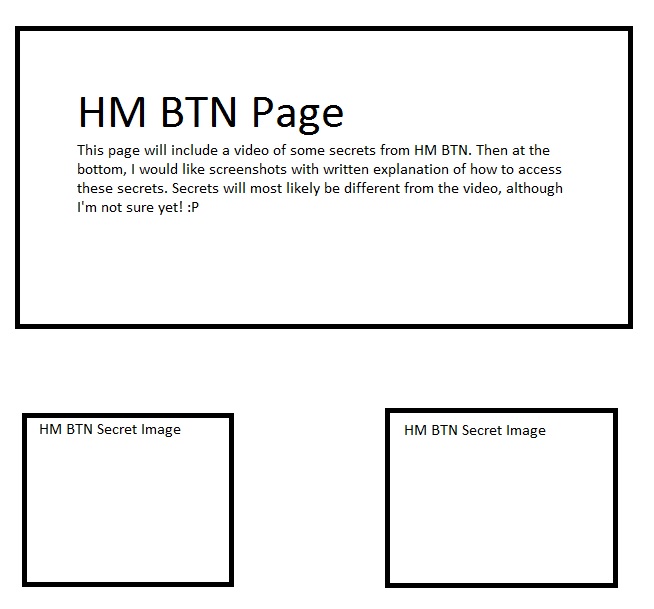 HM BTN Page
This page will include a video of some secrets from HM BTN. Then at the
bottom, I would like screenshots with written explanation of how to access
these secrets. Secrets will most likely be different from the video, although
I'm not sure yet! :P
HM BTN Secret Image
HM BTN Secret Image